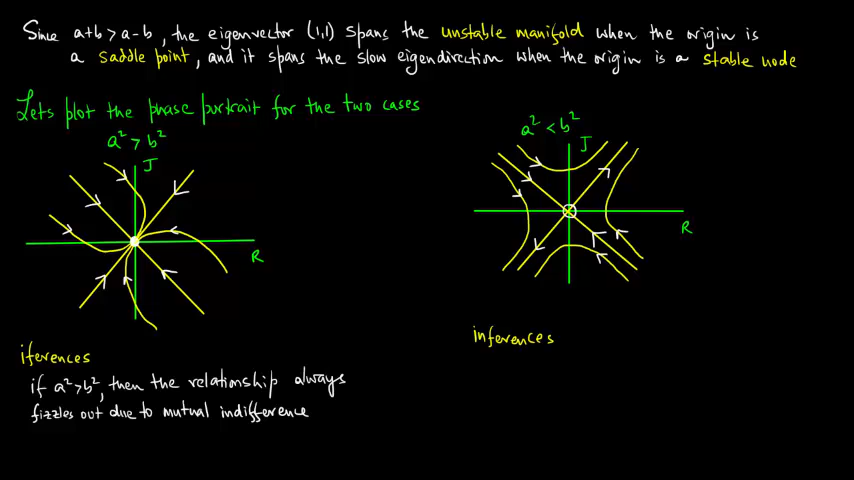 Since a+b > a-b, the eigenvector (1,1) spans the unstable manifold when the origin is
a saddle point, and it spans the slow eigendirection when the origin is a stable node
Lets plot the phase purtrait for the two cases
a² > b²
J
R
a² < b²
J
R
iferences
if a²>b², then the relationship always
fizzles out due to mutual indifference
inferences